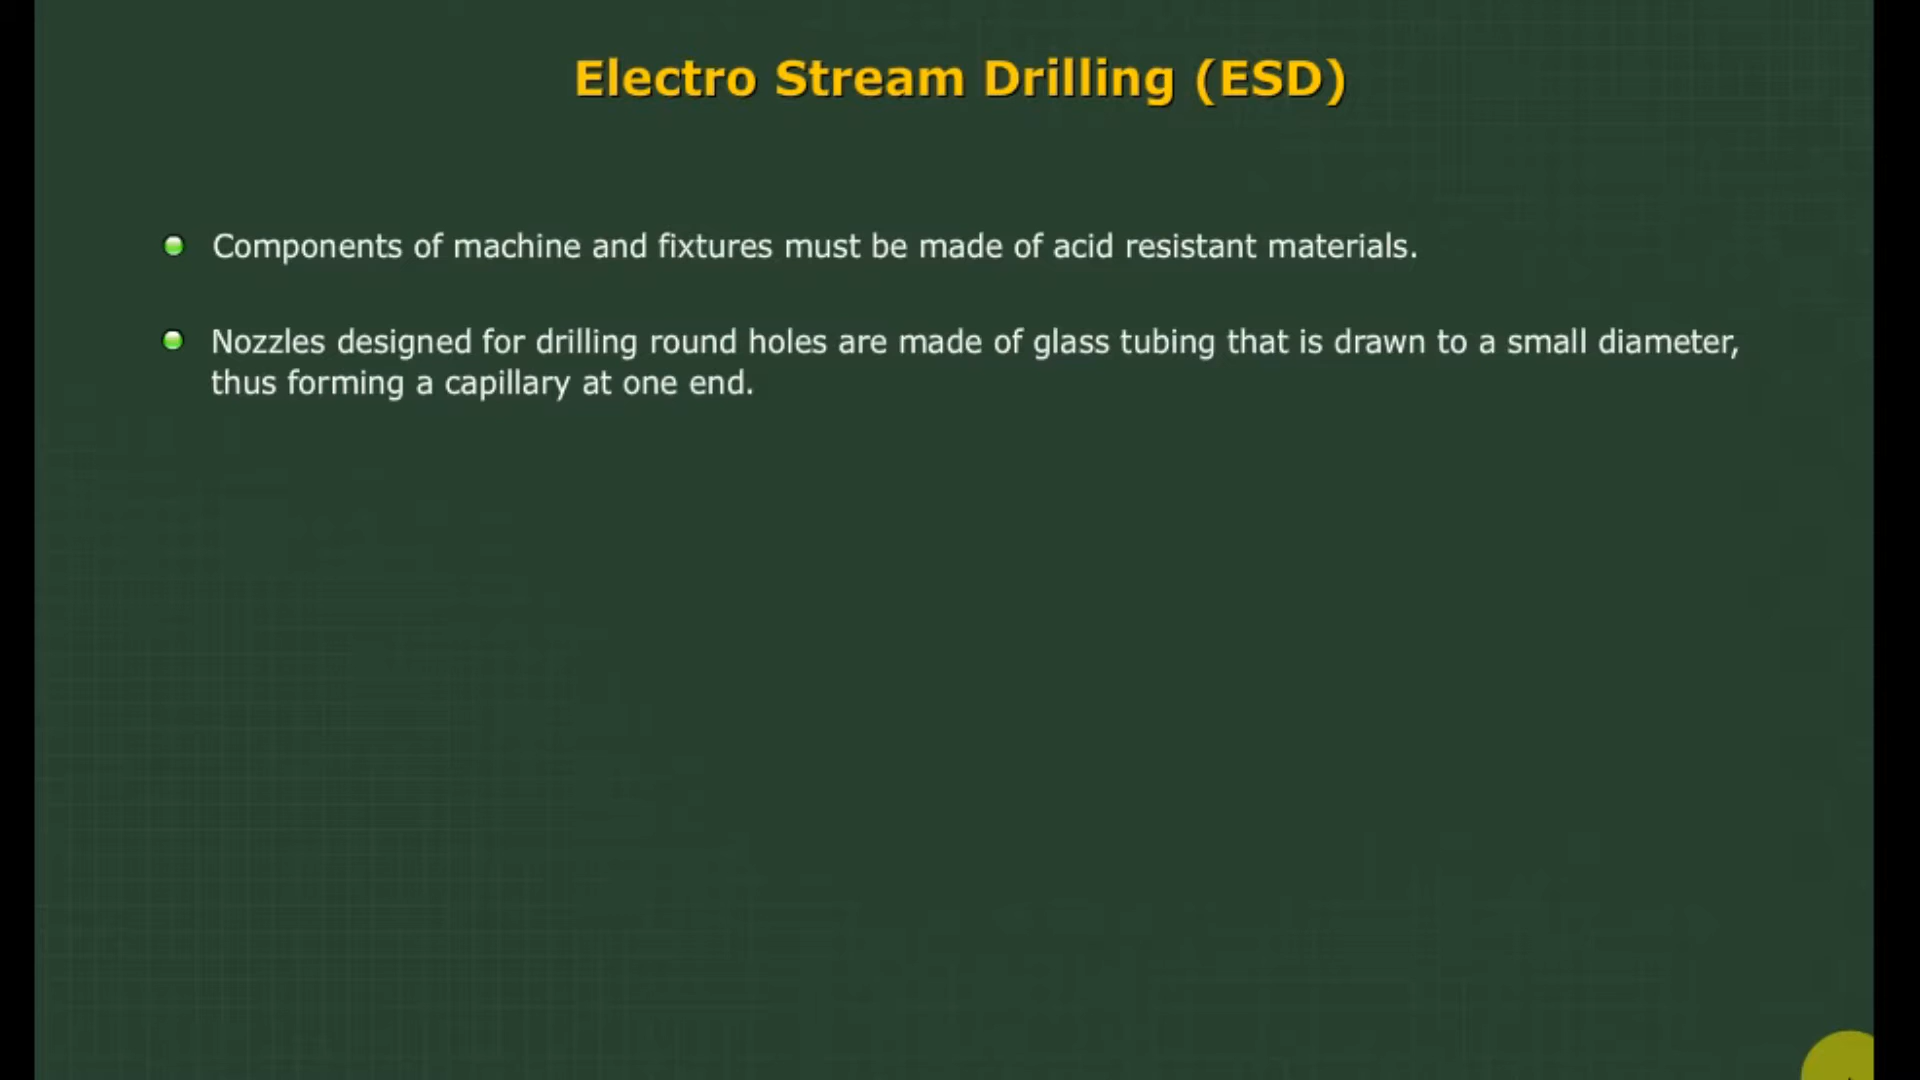 Electro Stream Drilling (ESD)
Components of machine and fixtures must be made of acid resistant materials.
Nozzles designed for drilling round holes are made of glass tubing that is drawn to a small diameter,
thus forming a capillary at one end.